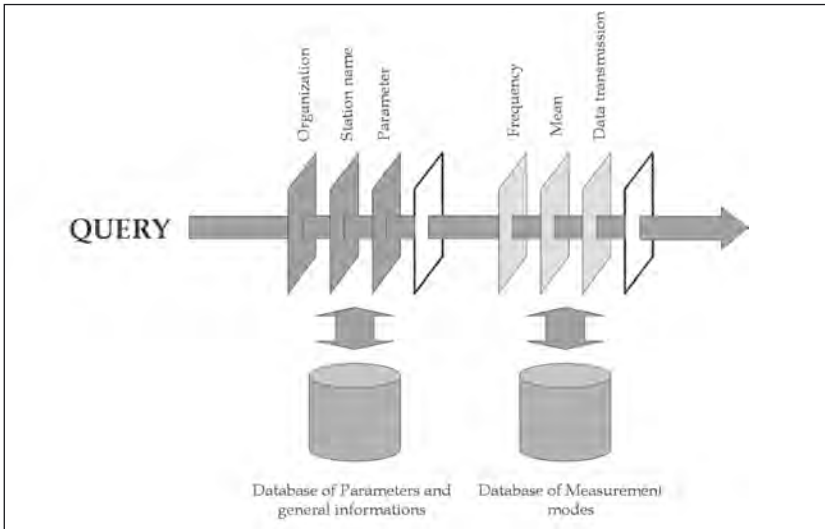 Organization
Station name
Parameter
Frequency
Mean
Data transmission
QUERY
Database of Parameters and
general informations
Database of Measurement
modes